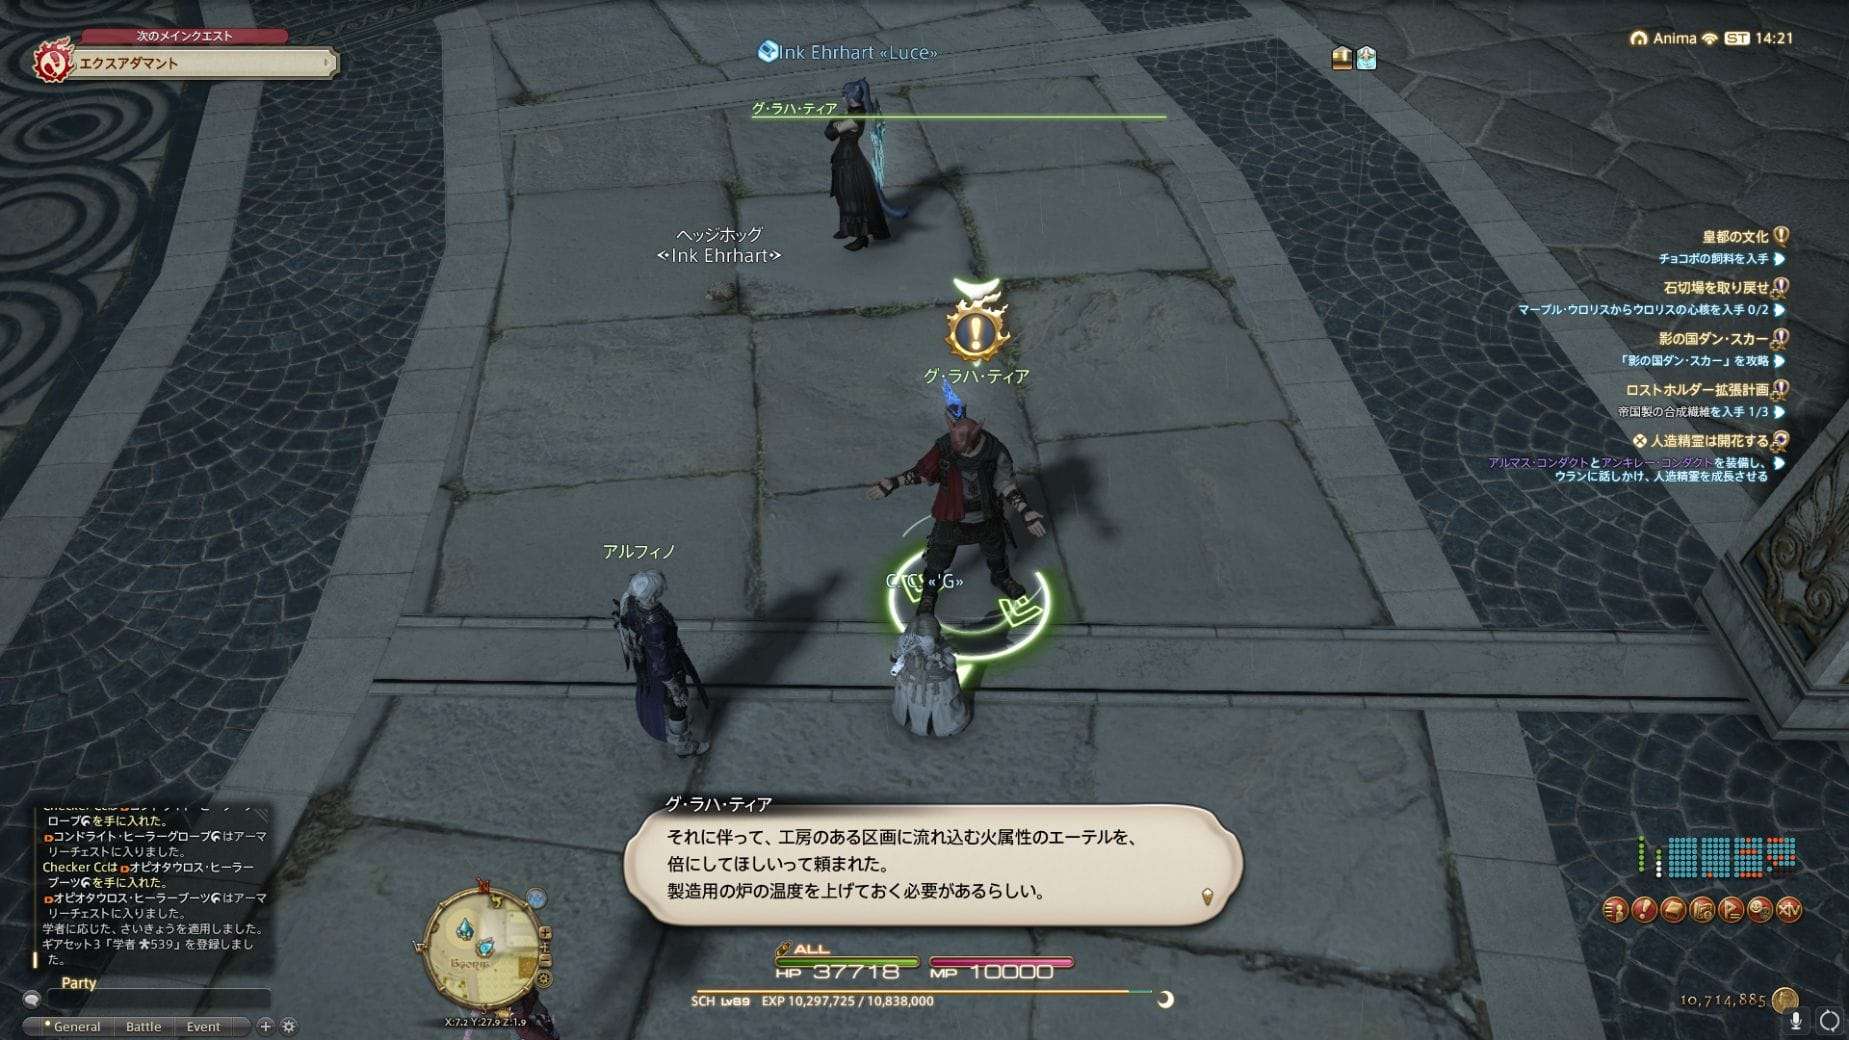 次のメインクエスト
エクスアダマント
Ink Ehrhart «Luce»
グ・ラハ・ティア
Anima ST 14:21
ヘッジホッグ
Ink Ehrhart
グ・ラハ・ティア
アルフィノ
皇都の文化
チョコボの飼料を入手
石切場を取り戻せ
マーブル・ウロリスからウロリスの心核を入手 0/2
影の国ダン・スカー
「影の国ダン・スカー」を攻略
ロストホルダー拡張計画
帝国製の合成繊維を入手 1/3
人造精霊は開花する
アルマス・コンダクトとアンキレー・コンダクトを装備し、
ウランに話しかけ、人造精霊を成長させる
グ・ラハ・ティア
それに伴って、工房のある区画に流れ込む火属性のエーテルを、
倍にしてほしいって頼まれた。
製造用の炉の温度を上げておく必要があるらしい。
ローブを手に入れた。
コンドライト・ヒーラーグローブはアーマ
リーチェストに入りました。
Checker Ccは オピオタウロス・ヒーラー
ブーツを手に入れた。
オピオタウロス・ヒーラーブーツはアーマ
リーチェストに入りました。
学者に応じた、さいきょうを適用しました。
ギアセット3「学者 539」を登録しまし
た。
Party
General Battle Event
X:7.2 Y:27.9 Z:1.9
ALL
HP 37718 MP 10000
SCH Lv89 EXP 10,297,725 / 10,838,000
10,714,885